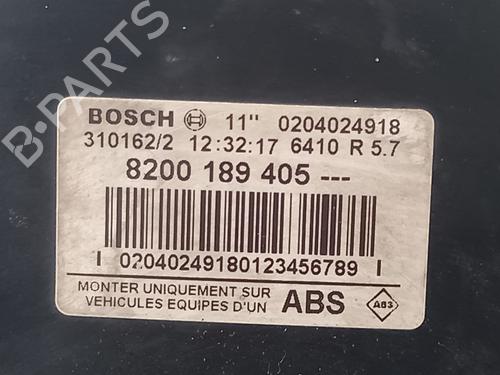 B-PARTS
BOSCH 11" 0204024918
310162/2 12:32:17 6410 R 5.7
8200 189 405 ---
I 02040249180123456789 I
MONTER UNIQUEMENT SUR
VEHICULES EQUIPES D'UN ABS